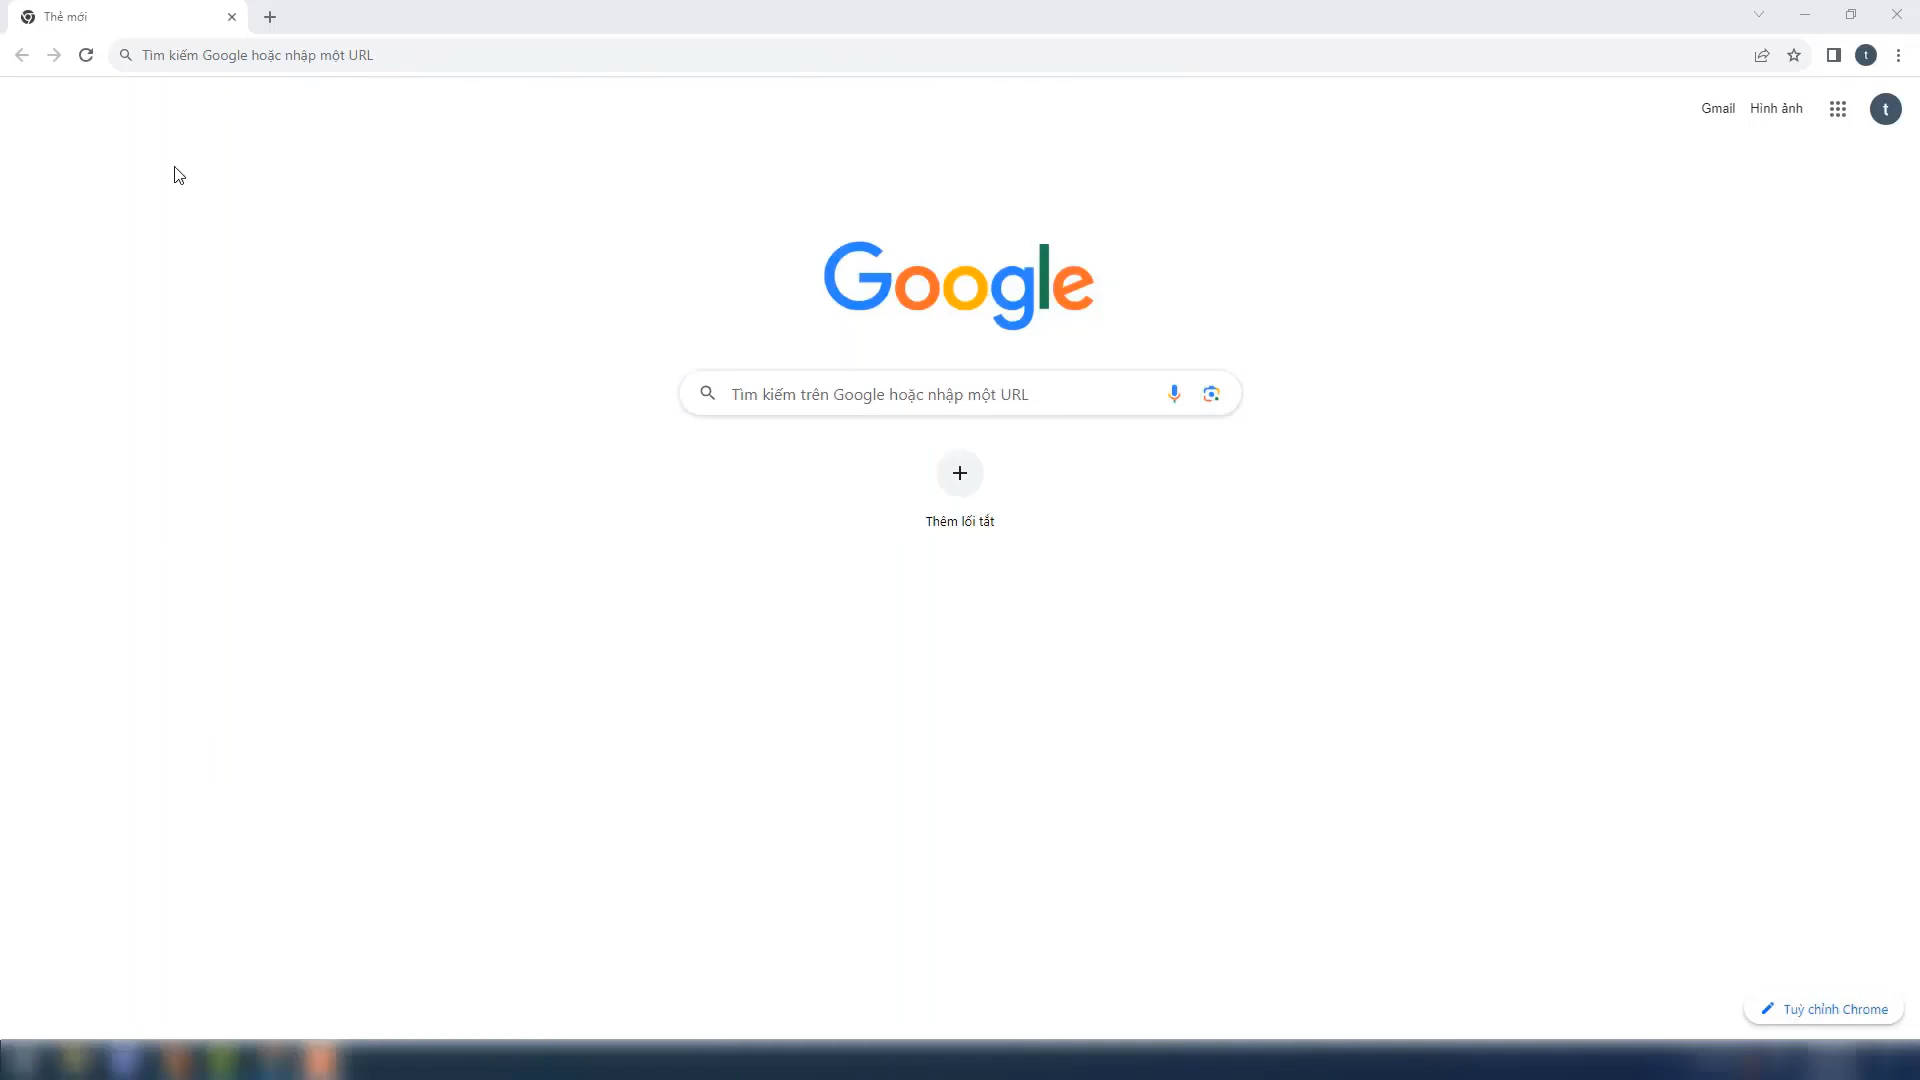 Thẻ mới
Tìm kiếm Google hoặc nhập một URL
Gmail Hình ảnh
t
t
Google
Tìm kiếm trên Google hoặc nhập một URL
Thêm lối tắt
Tuỳ chỉnh Chrome